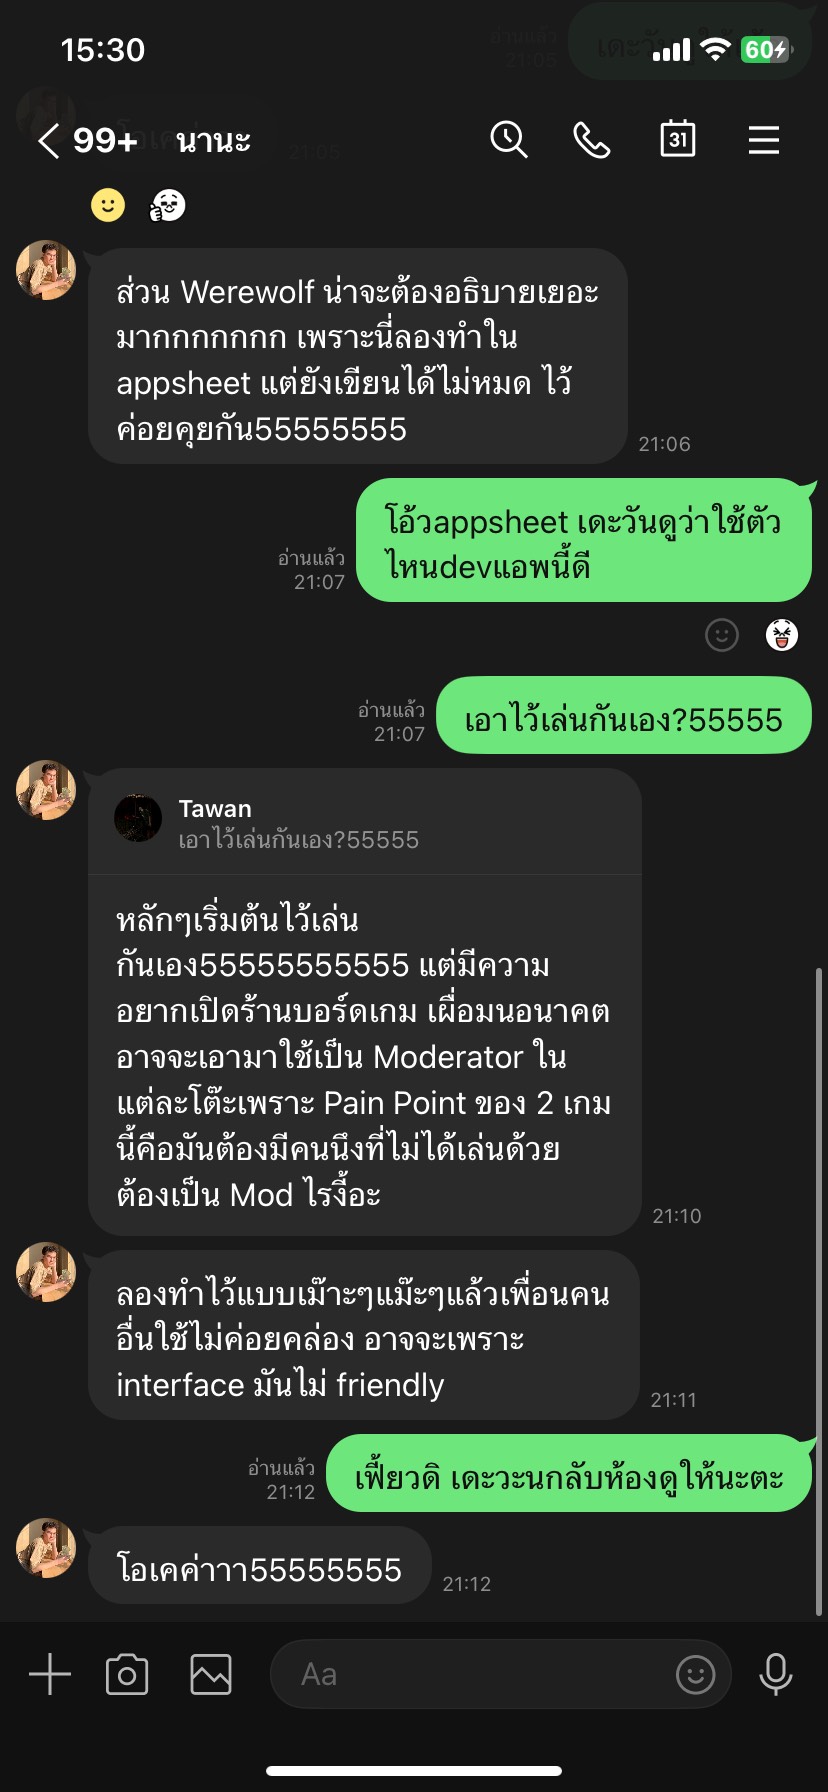 15:30
60
99+ นานะ
31
ส่วน Werewolf น่าจะต้องอธิบายเยอะ
มากกกกกกก เพราะนี่ลองทำใน
appsheet แต่ยังเขียนได้ไม่หมด ไว้
ค่อยคุยกัน55555555
21:06
โอ้วappsheet เดะวันดูว่าใช้ตัว
ไหนdevแอพนี้ดี
อ่านแล้ว
21:07
เอาไว้เล่นกันเอง?55555
อ่านแล้ว
21:07
Tawan
เอาไว้เล่นกันเอง?55555
หลักๆเริ่มต้นไว้เล่น
กันเอง55555555555 แต่มีความ
อยากเปิดร้านบอร์ดเกม เผื่อมนอนาคต
อาจจะเอามาใช้เป็น Moderator ใน
แต่ละโต๊ะเพราะ Pain Point ของ 2 เกม
นี้คือมันต้องมีคนนึงที่ไม่ได้เล่นด้วย
ต้องเป็น Mod ไรงี้อะ
21:10
ลองทำไว้แบบเม๊าะๆแม๊ะๆแล้วเพื่อนคน
อื่นใช้ไม่ค่อยคล่อง อาจจะเพราะ
interface มันไม่ friendly
21:11
เฟี้ยวดิ เดะวะนกลับห้องดูให้นะตะ
อ่านแล้ว
21:12
โอเคค่าาา55555555
21:12
Aa